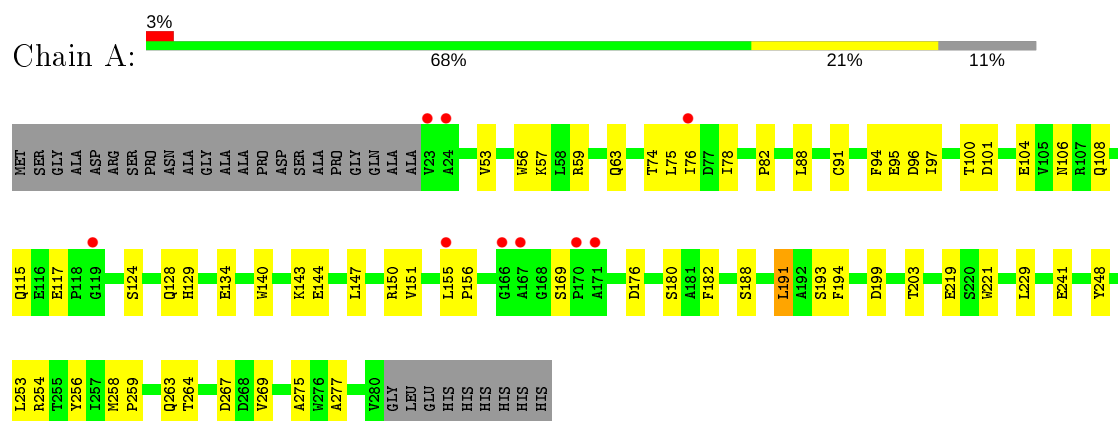 3%
Chain A:
68% 21% 11%
MET SER GLY ALA ASP ARG SER PRO ASN ALA GLY ALA ALA PRO ASP SER ALA PRO GLY GLN ALA ALA V23 A24 V53 W56 K57 L58 R59 Q63 T74 L75 I76 D77 I78 P82 L88 C91 F94 E95 D96 I97 T100 D101 E104 V105 N106 R107 Q108
Q115 E116 E117 P118 G119 S124 Q128 H129 E134 W140 K143 E144 L147 R150 V151 L155 P156 G166 A167 G168 S169 P170 A171 D176 S180 A181 F182 S188 L191 A192 S193 F194 D199 T203 E219 S220 W221 L229 E241 Y248
L253 R254 T255 Y256 I257 M258 P259 Q263 T264 D267 D268 V269 A275 W276 A277 V280 GLY LEU GLU HIS HIS HIS HIS HIS HIS